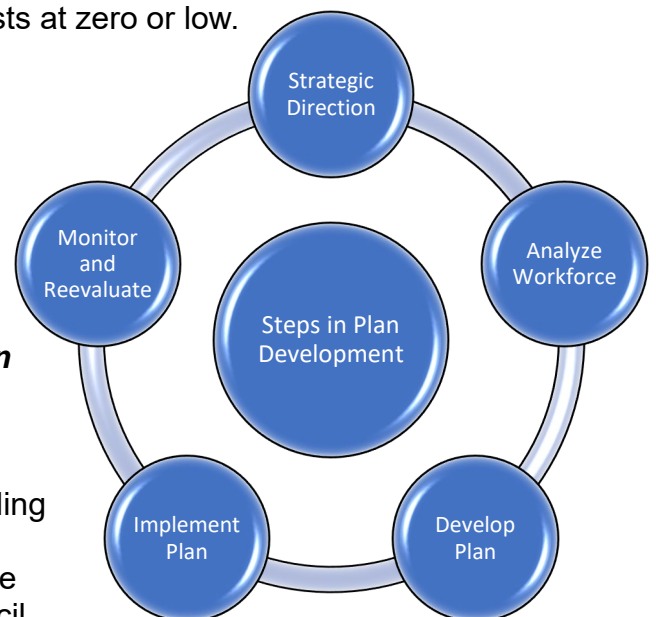 sts at zero or low.
Strategic
Direction
Analyze
Workforce
Develop
Plan
Implement
Plan
Monitor
and
Reevaluate
Steps in Plan
Development
n
ling
e
cil